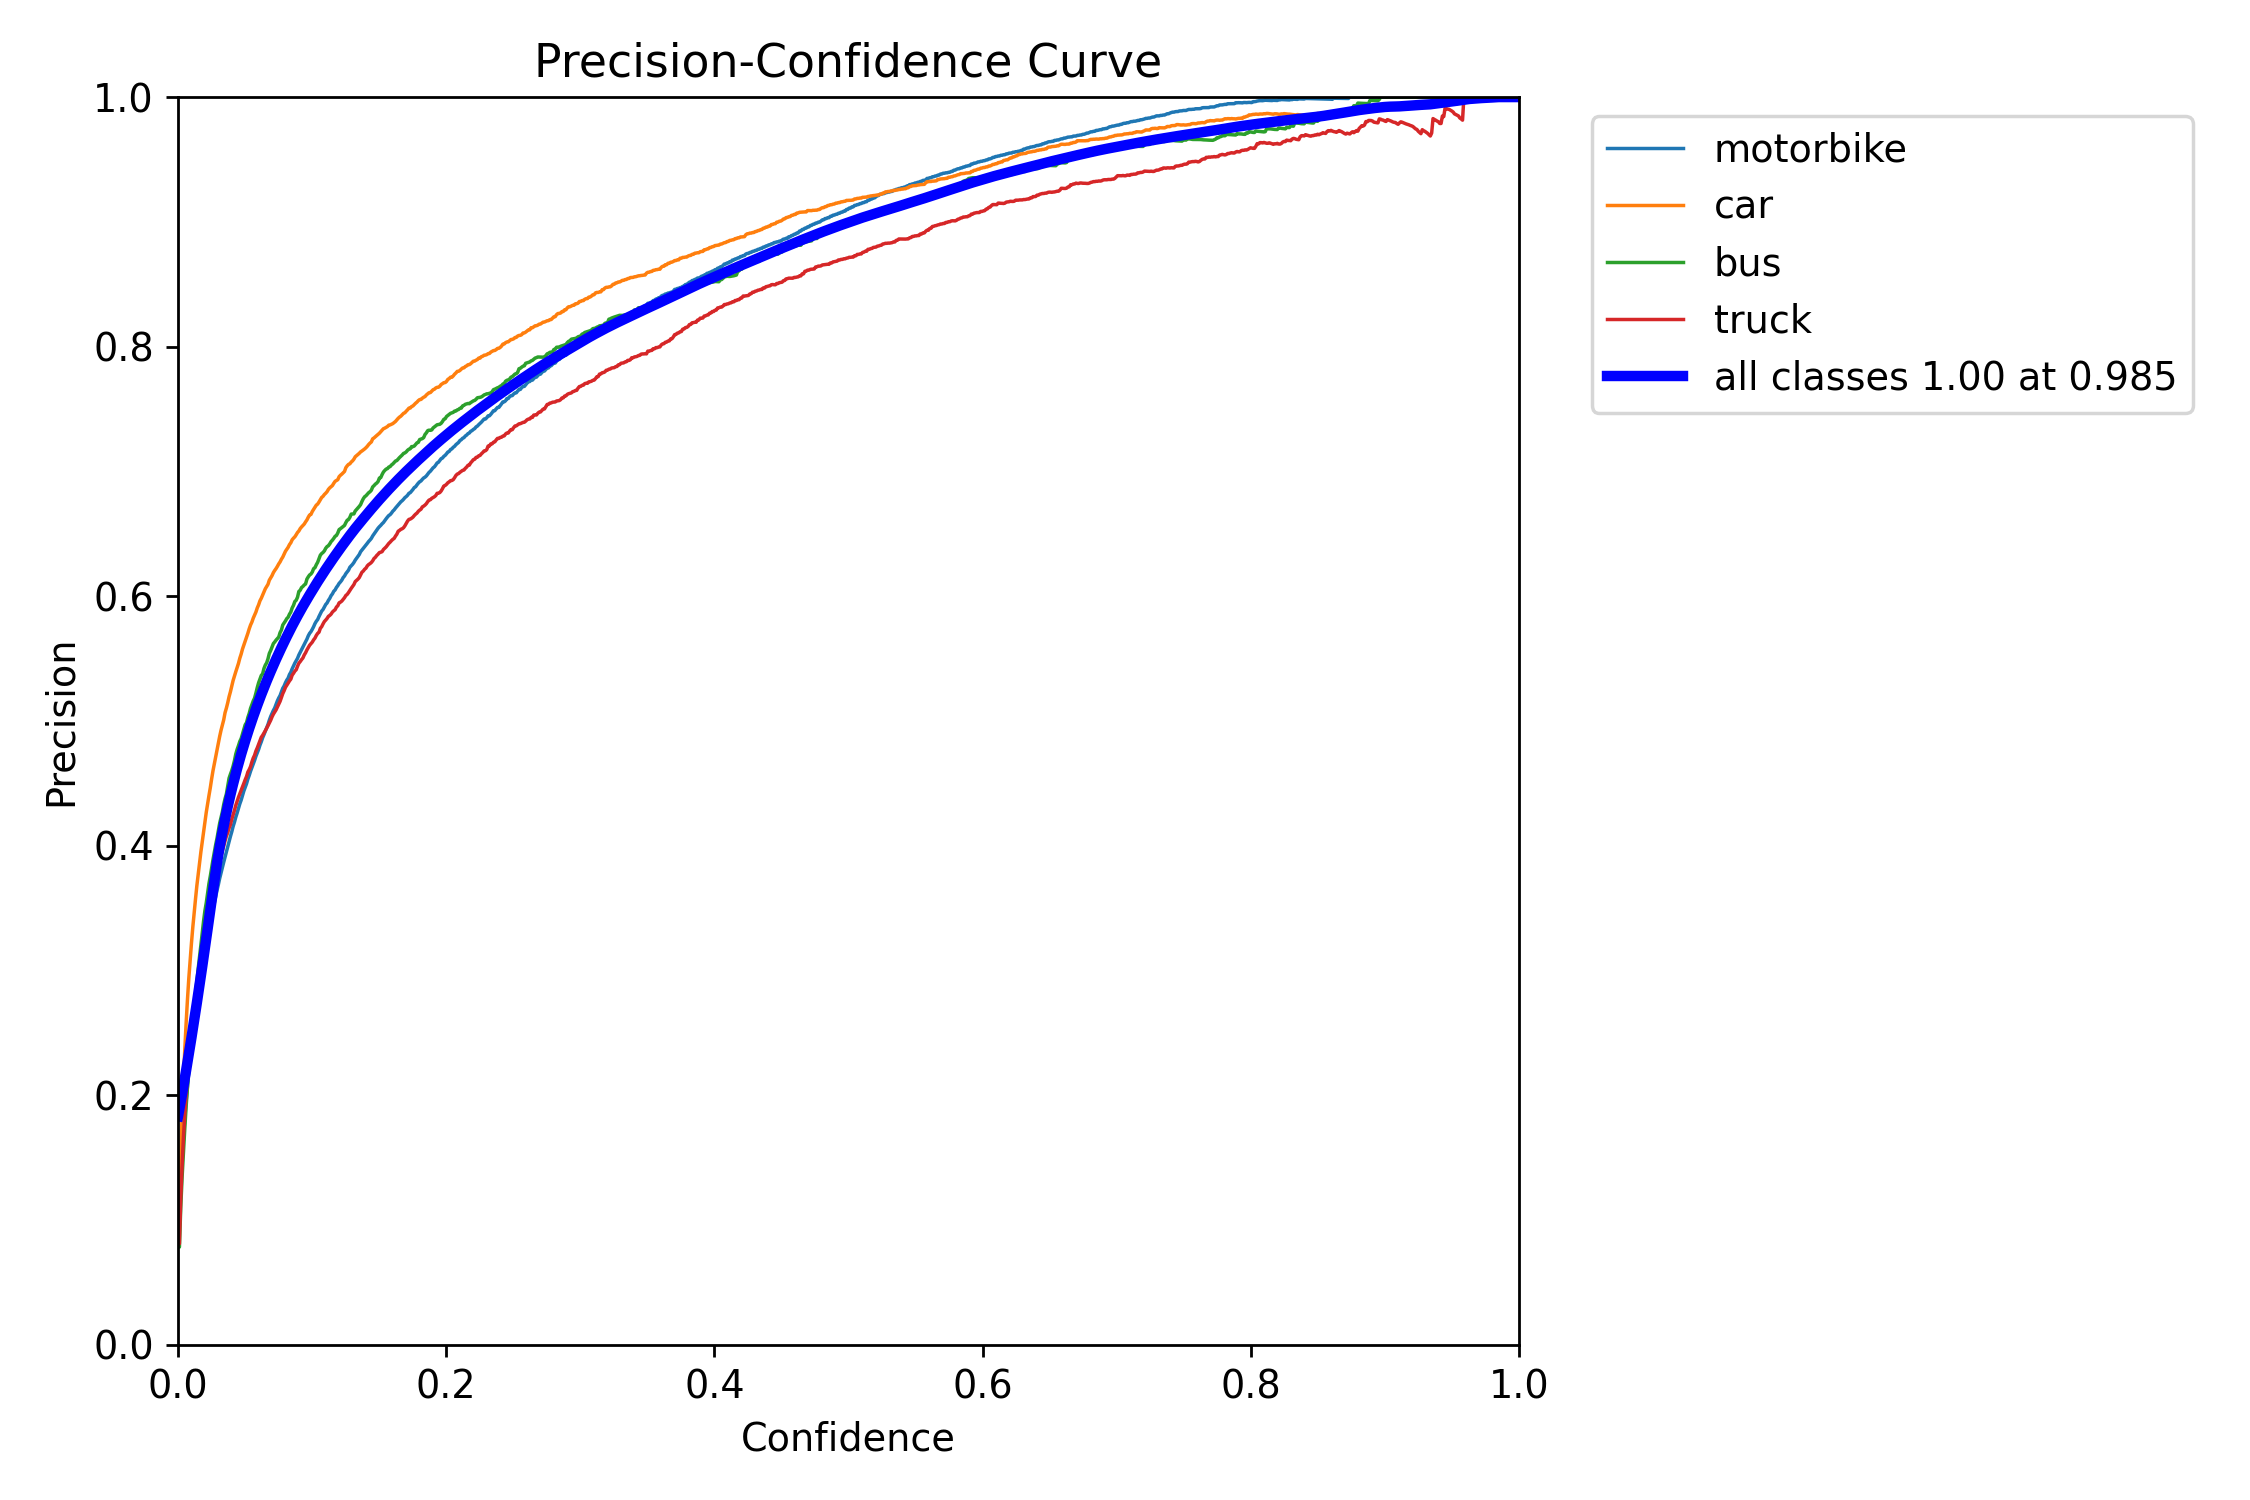 Precision-Confidence Curve
1.0
0.8
0.6
0.4
0.2
0.0
Precision
0.0 0.2 0.4 0.6 0.8 1.0
Confidence
motorbike
car
bus
truck
all classes 1.00 at 0.985